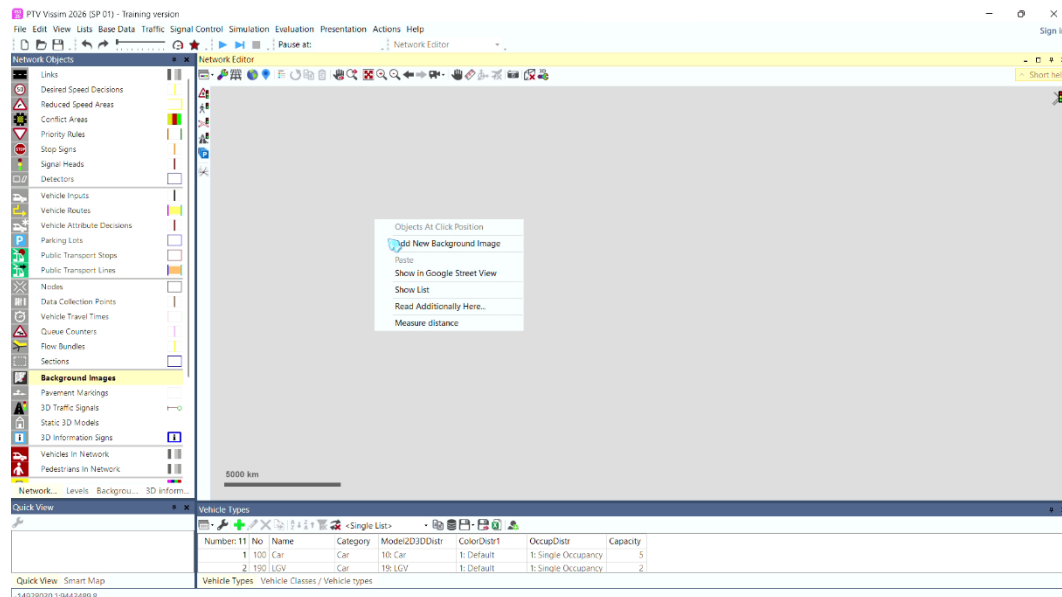 PTV Vissim 2026 (SP 01) - Training version
File Edit View Lists Base Data Traffic Signal Control Simulation Evaluation Presentation Actions Help
Sign i
Pause at: Network Editor
Network Objects
Network Editor
Links
Short hel
50 Desired Speed Decisions
Reduced Speed Areas
Conflict Areas
Priority Rules
STOP Stop Signs
Signal Heads
Detectors
Vehicle Inputs
Vehicle Routes
Vehicle Attribute Decisions
P Parking Lots
Public Transport Stops
Public Transport Lines
Nodes
Data Collection Points
Vehicle Travel Times
Queue Counters
Flow Bundles
Sections
Background Images
Pavement Markings
3D Traffic Signals
Static 3D Models
3D Information Signs
Vehicles In Network
Pedestrians In Network
Network... Levels Backgrou... 3D inform...
Objects At Click Position
dd New Background Image
Paste
Show in Google Street View
Show List
Read Additionally Here...
Measure distance
5000 km
Quick View
Quick View Smart Map
Vehicle Types
<Single List>
Number: 11 No Name Category Model2D3DDistr ColorDistr1 OccupDistr Capacity
1 100 Car Car 10: Car 1: Default 1: Single Occupancy 5
2 190 LGV Car 19: LGV 1: Default 1: Single Occupancy 2
Vehicle Types Vehicle Classes / Vehicle types